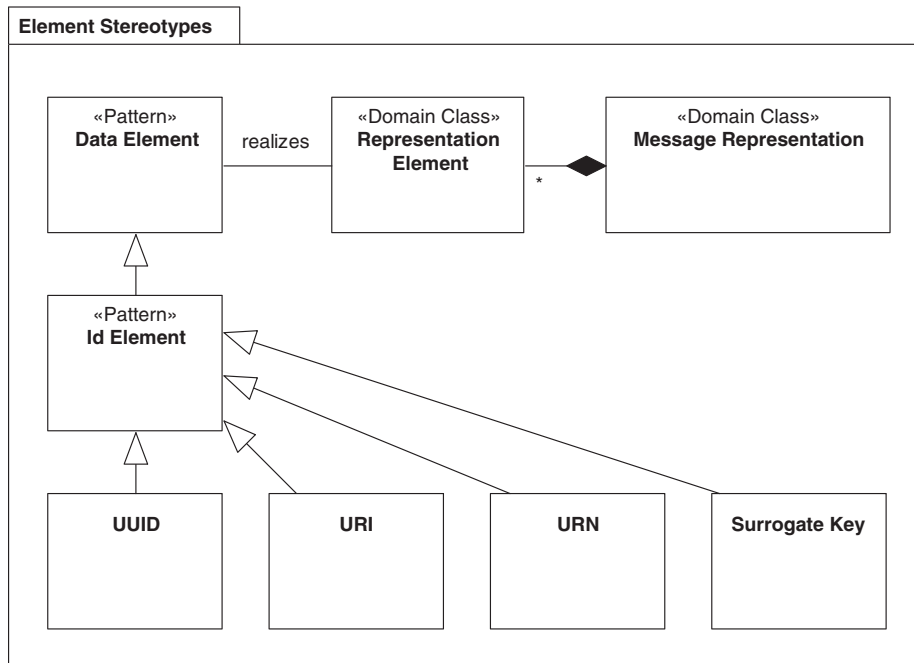 Element Stereotypes
«Pattern»
Data Element
realizes
«Domain Class»
Representation
Element
*
«Domain Class»
Message Representation
«Pattern»
Id Element
UUID
URI
URN
Surrogate Key